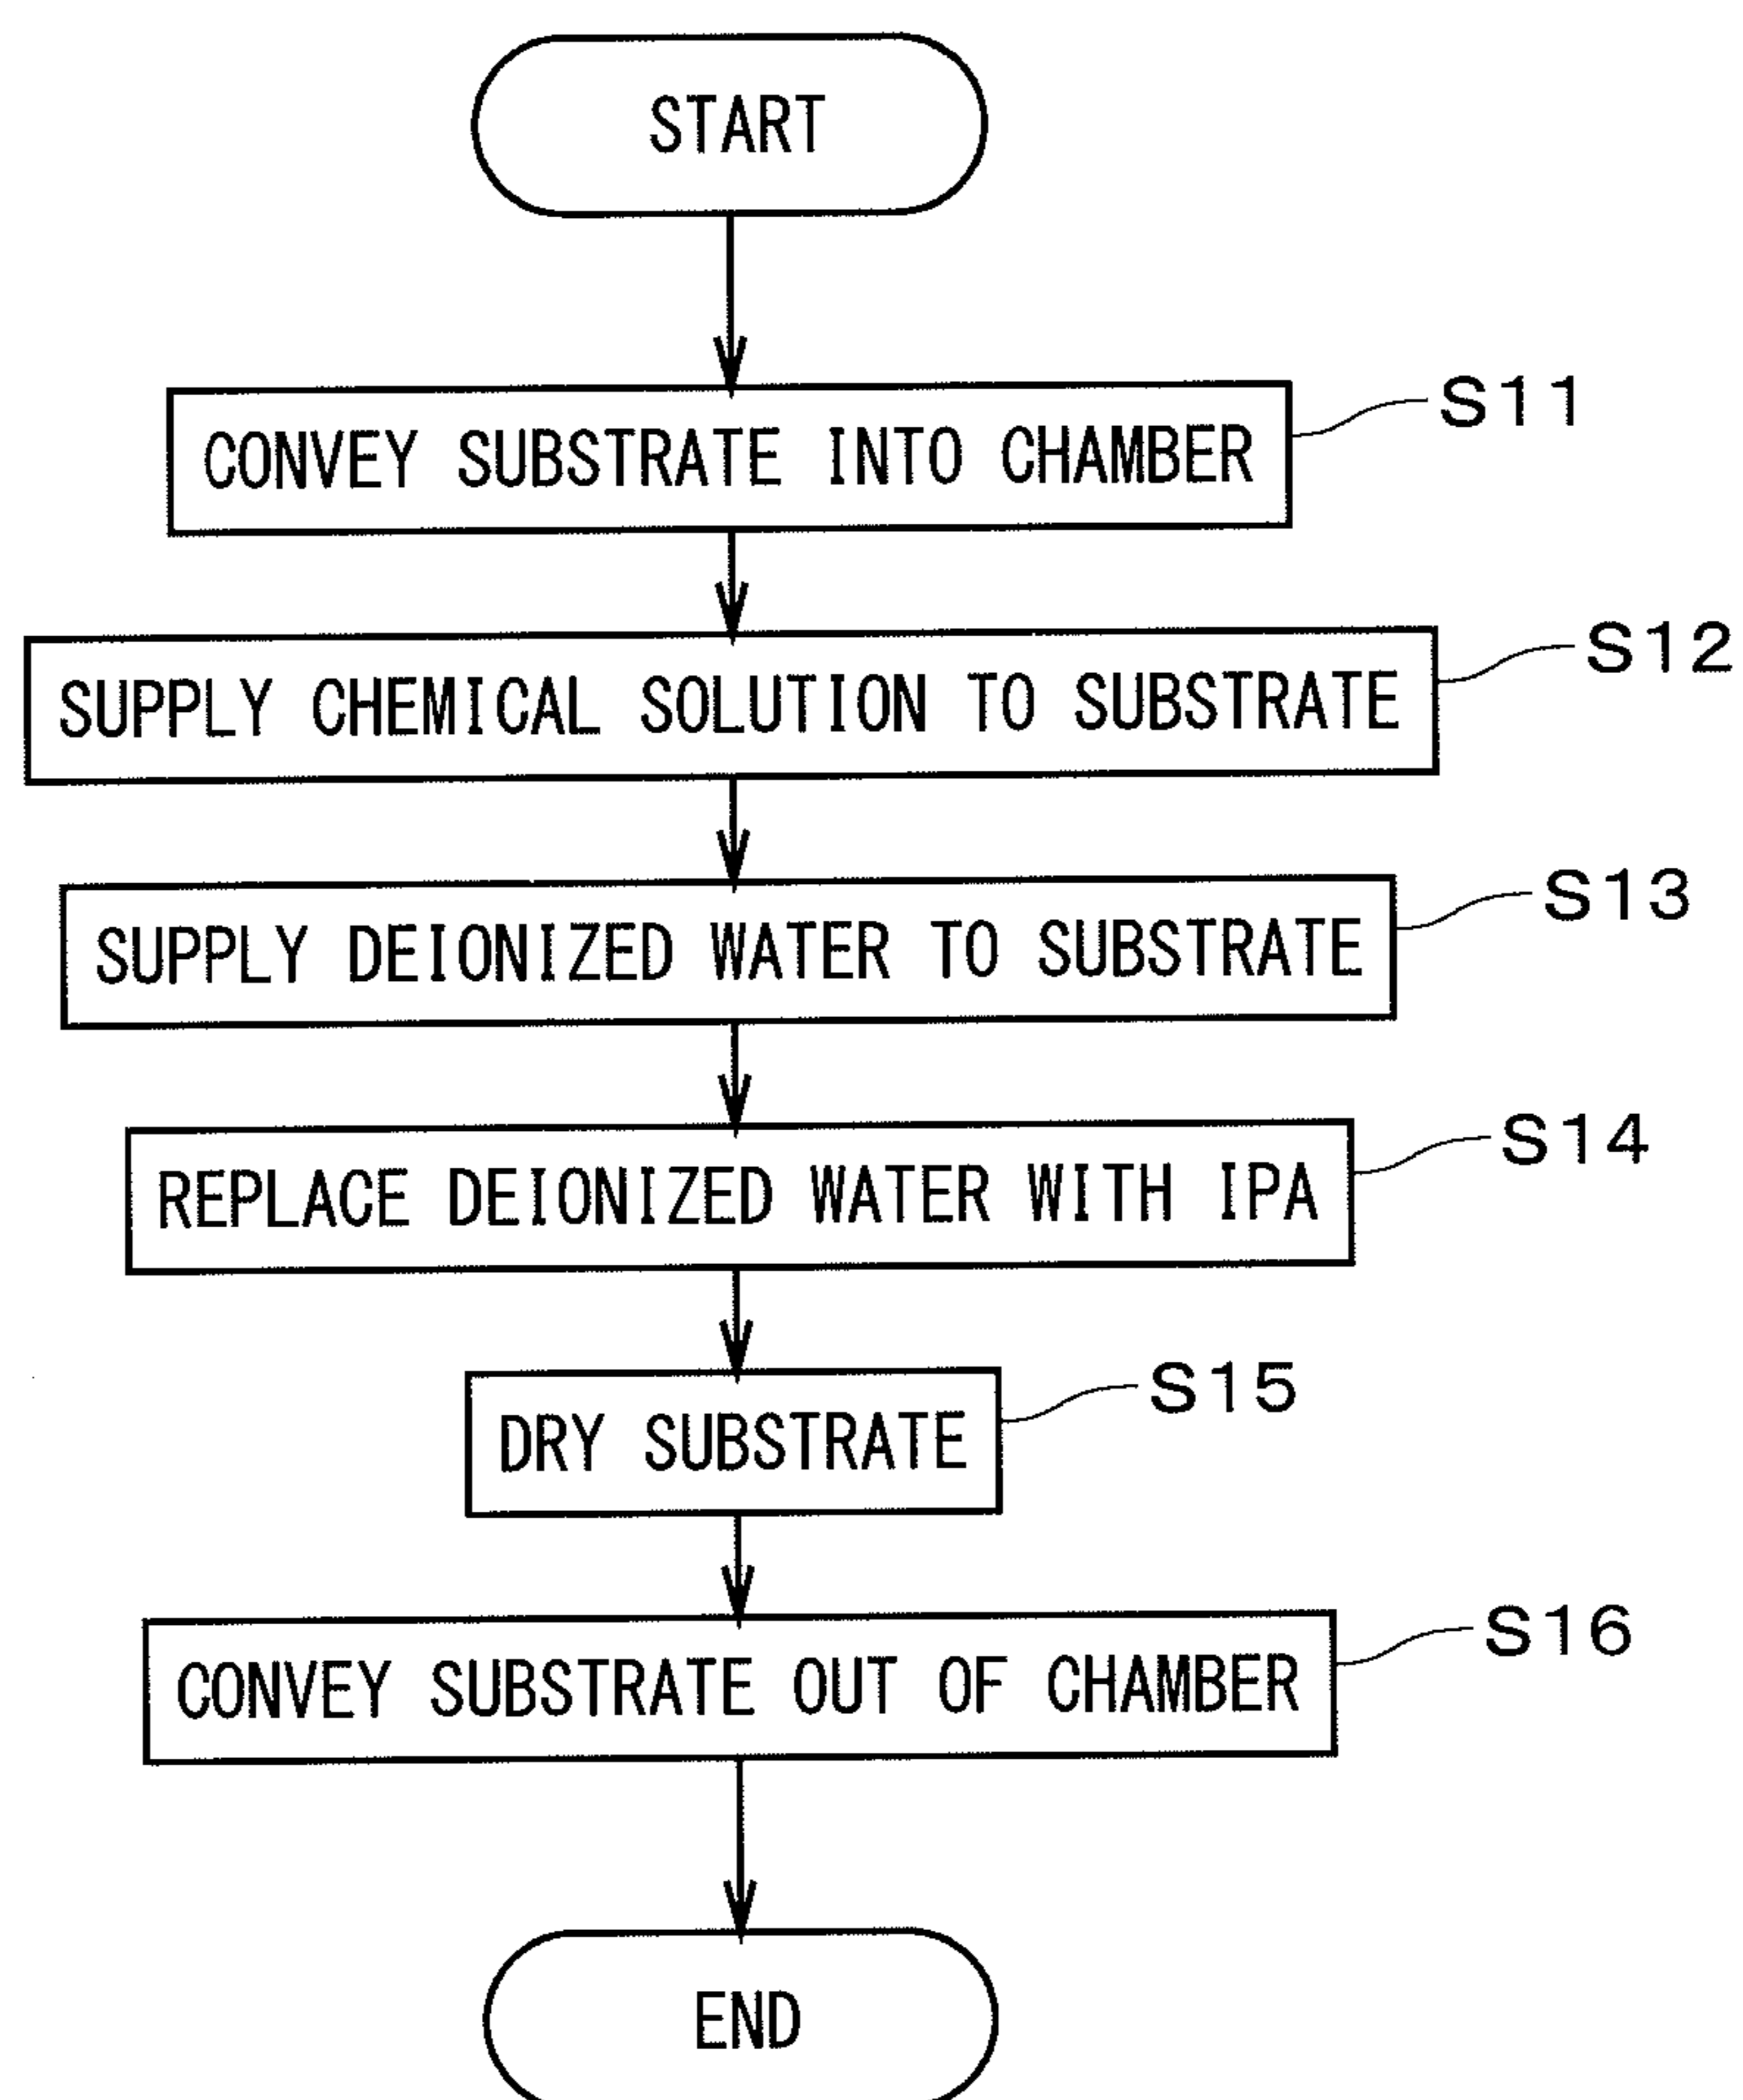 START
CONVEY SUBSTRATE INTO CHAMBER
S11
SUPPLY CHEMICAL SOLUTION TO SUBSTRATE
S12
SUPPLY DEIONIZED WATER TO SUBSTRATE
S13
REPLACE DEIONIZED WATER WITH IPA
S14
DRY SUBSTRATE
S15
CONVEY SUBSTRATE OUT OF CHAMBER
S16
END